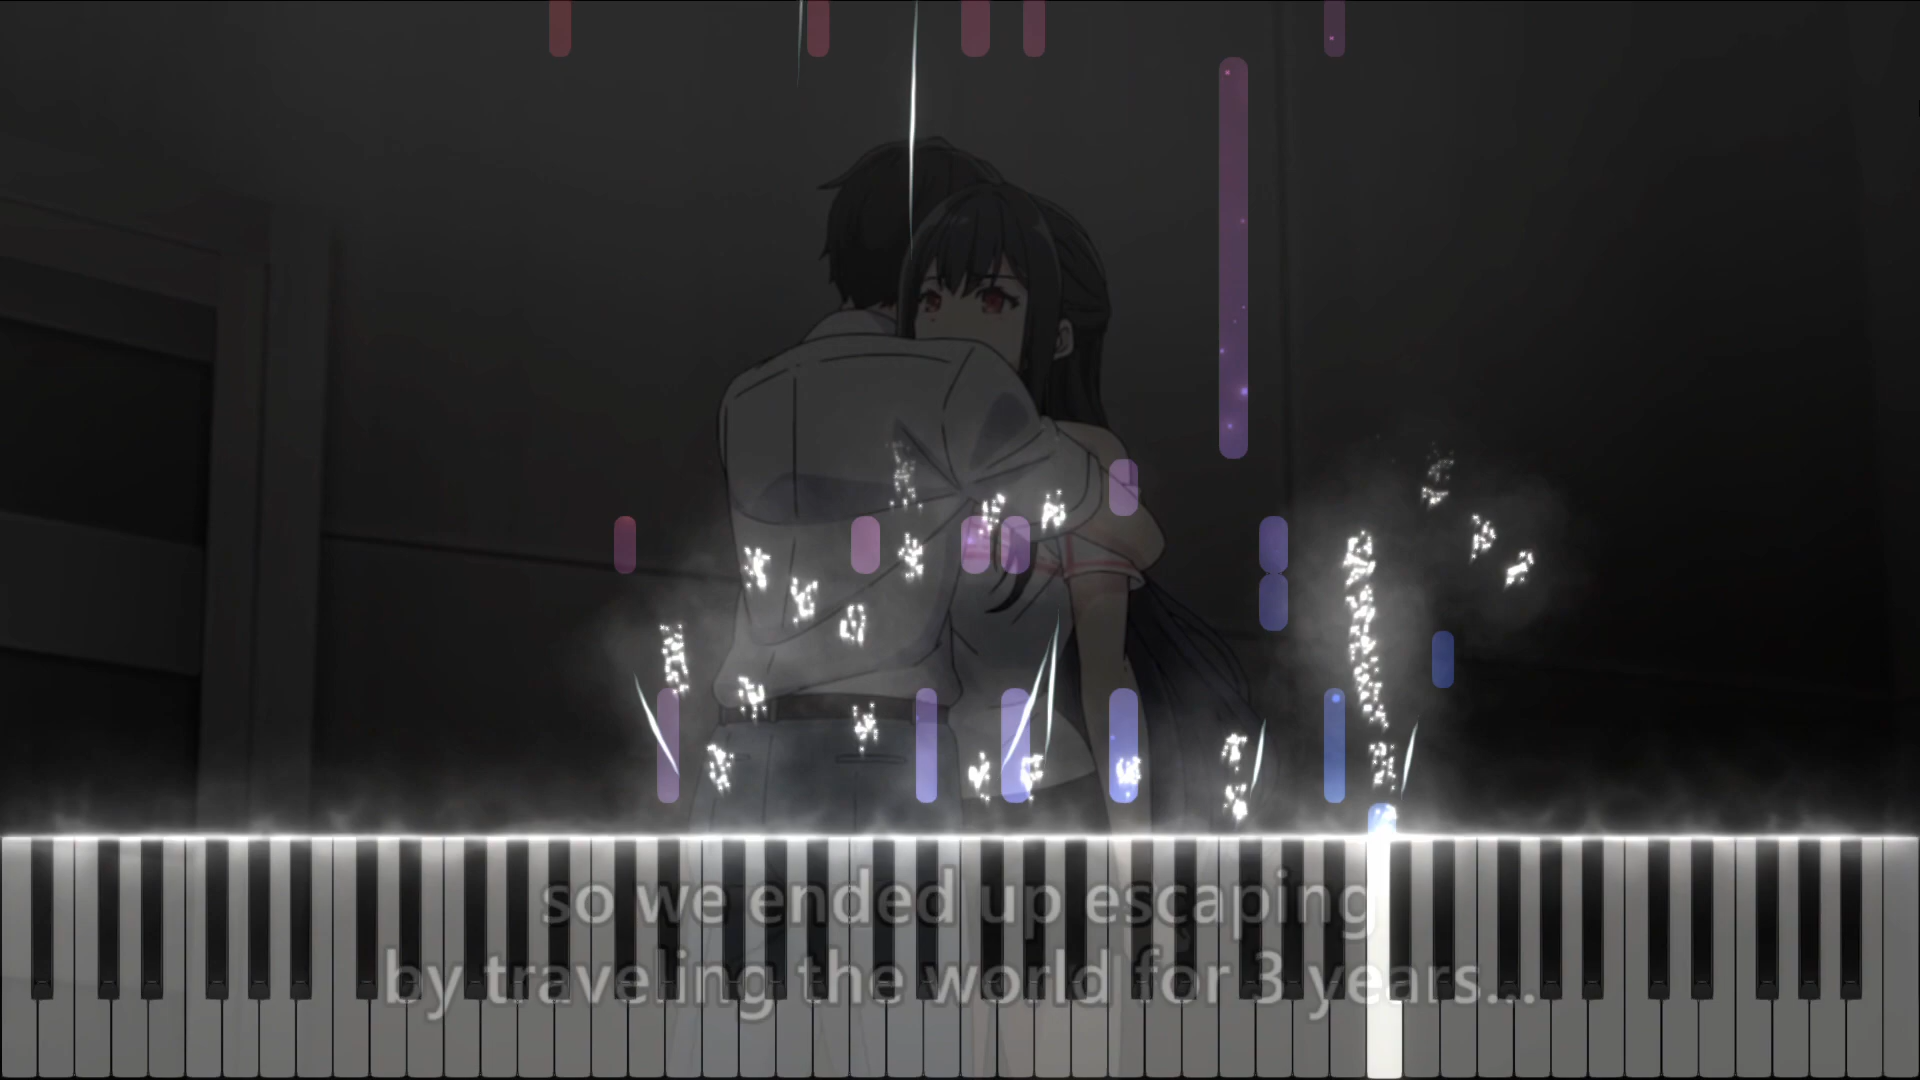 so we ended up escaping
by traveling the world for 3 years...